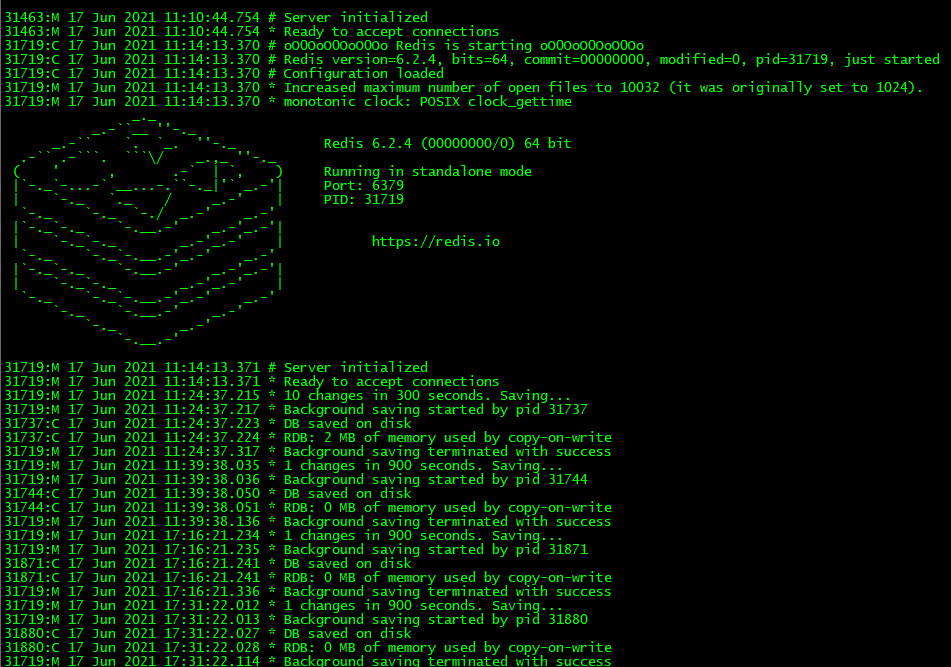 31463:M 17 Jun 2021 11:10:44.754 # Server initialized
31463:M 17 Jun 2021 11:10:44.754 * Ready to accept connections
31719:C 17 Jun 2021 11:14:13.370 # oO0OoO0OoO0Oo Redis is starting oO0OoO0OoO0Oo
31719:C 17 Jun 2021 11:14:13.370 # Redis version=6.2.4, bits=64, commit=00000000, modified=0, pid=31719, just started
31719:C 17 Jun 2021 11:14:13.370 # Configuration loaded
31719:M 17 Jun 2021 11:14:13.370 * Increased maximum number of open files to 10032 (it was originally set to 1024).
31719:M 17 Jun 2021 11:14:13.370 * monotonic clock: POSIX clock_gettime
Redis 6.2.4 (00000000/0) 64 bit
Running in standalone mode
Port: 6379
PID: 31719
https://redis.io
31719:M 17 Jun 2021 11:14:13.371 # Server initialized
31719:M 17 Jun 2021 11:14:13.371 * Ready to accept connections
31719:M 17 Jun 2021 11:24:37.215 * 10 changes in 300 seconds. Saving...
31719:M 17 Jun 2021 11:24:37.217 * Background saving started by pid 31737
31737:C 17 Jun 2021 11:24:37.223 * DB saved on disk
31737:C 17 Jun 2021 11:24:37.224 * RDB: 2 MB of memory used by copy-on-write
31719:M 17 Jun 2021 11:24:37.317 * Background saving terminated with success
31719:M 17 Jun 2021 11:39:38.035 * 1 changes in 900 seconds. Saving...
31719:M 17 Jun 2021 11:39:38.036 * Background saving started by pid 31744
31744:C 17 Jun 2021 11:39:38.050 * DB saved on disk
31744:C 17 Jun 2021 11:39:38.051 * RDB: 0 MB of memory used by copy-on-write
31719:M 17 Jun 2021 11:39:38.136 * Background saving terminated with success
31719:M 17 Jun 2021 17:16:21.234 * 1 changes in 900 seconds. Saving...
31719:M 17 Jun 2021 17:16:21.235 * Background saving started by pid 31871
31871:C 17 Jun 2021 17:16:21.241 * DB saved on disk
31871:C 17 Jun 2021 17:16:21.241 * RDB: 0 MB of memory used by copy-on-write
31719:M 17 Jun 2021 17:16:21.336 * Background saving terminated with success
31719:M 17 Jun 2021 17:31:22.012 * 1 changes in 900 seconds. Saving...
31719:M 17 Jun 2021 17:31:22.013 * Background saving started by pid 31880
31880:C 17 Jun 2021 17:31:22.027 * DB saved on disk
31880:C 17 Jun 2021 17:31:22.028 * RDB: 0 MB of memory used by copy-on-write
31719:M 17 Jun 2021 17:31:22.114 * Background saving terminated with success